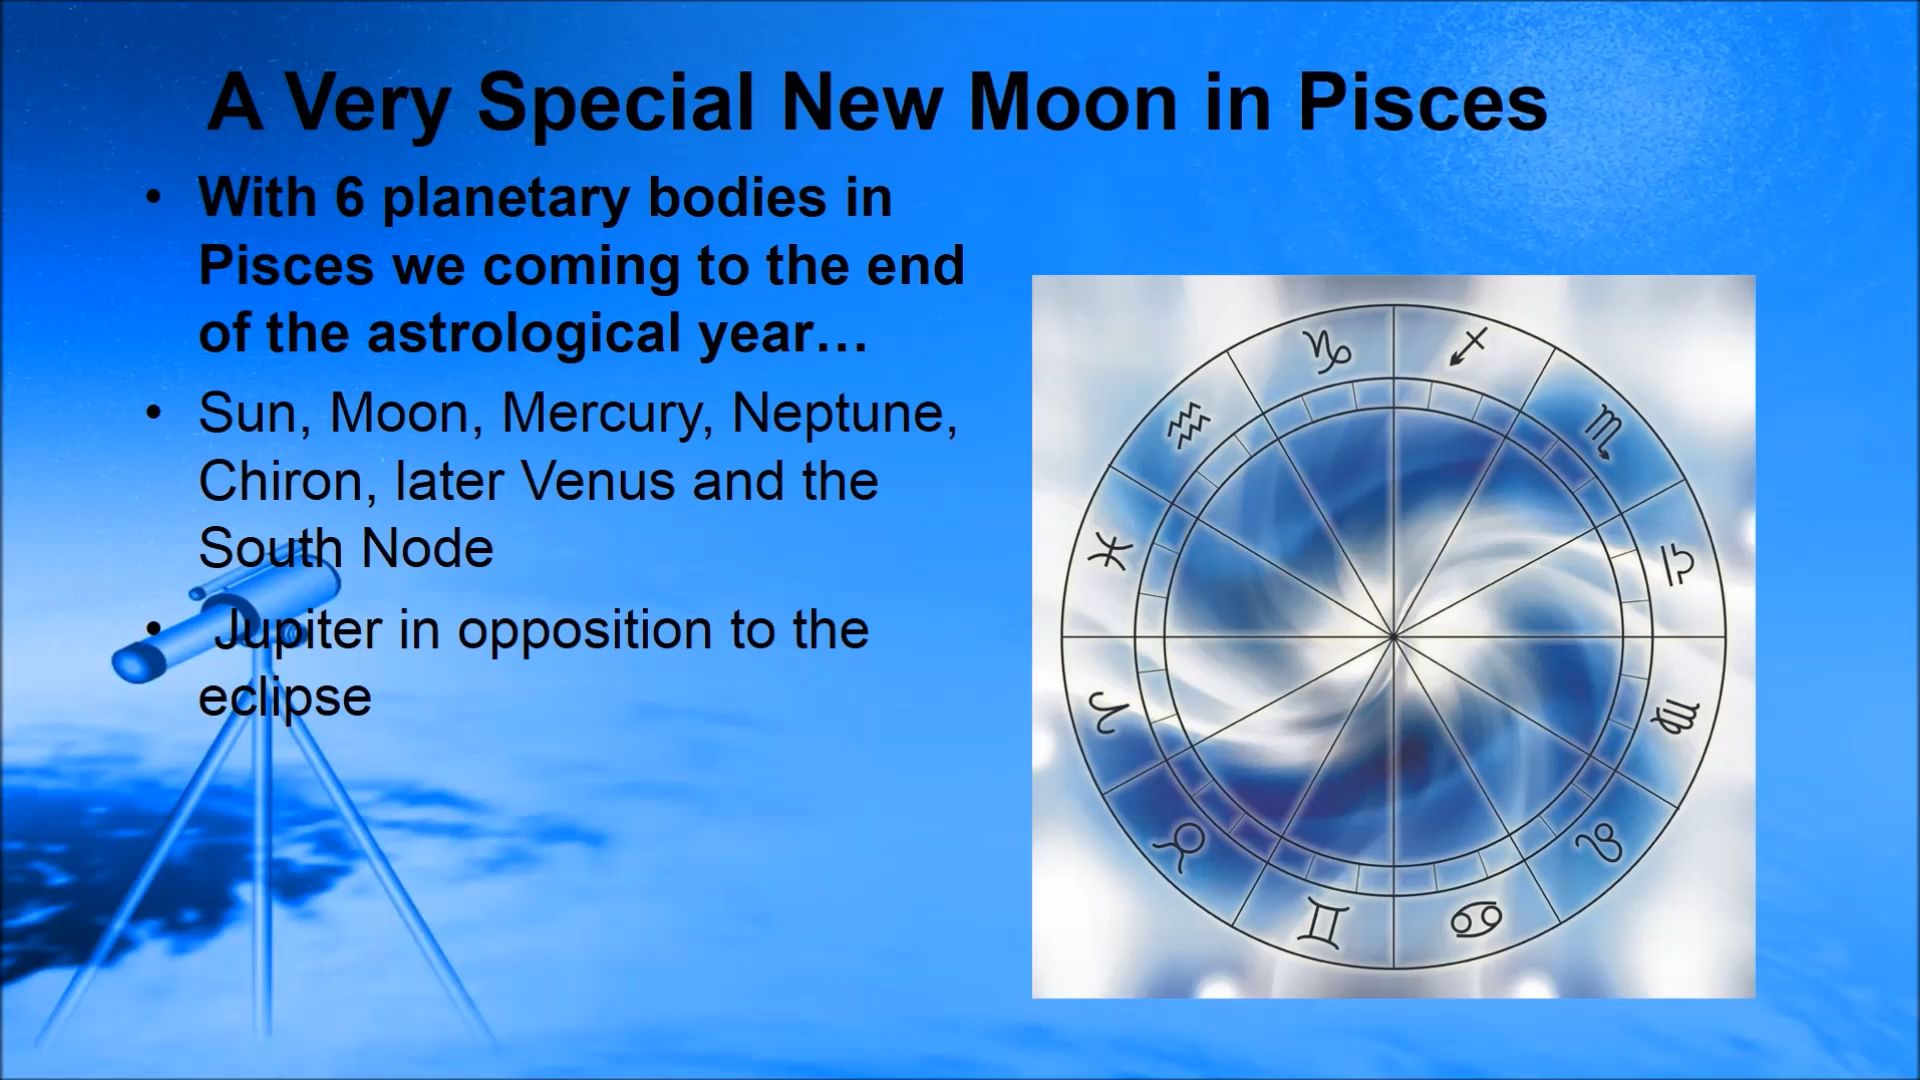 A Very Special New Moon in Pisces
• With 6 planetary bodies in
Pisces we coming to the end
of the astrological year…
• Sun, Moon, Mercury, Neptune,
Chiron, later Venus and the
South Node
• Jupiter in opposition to the
eclipse